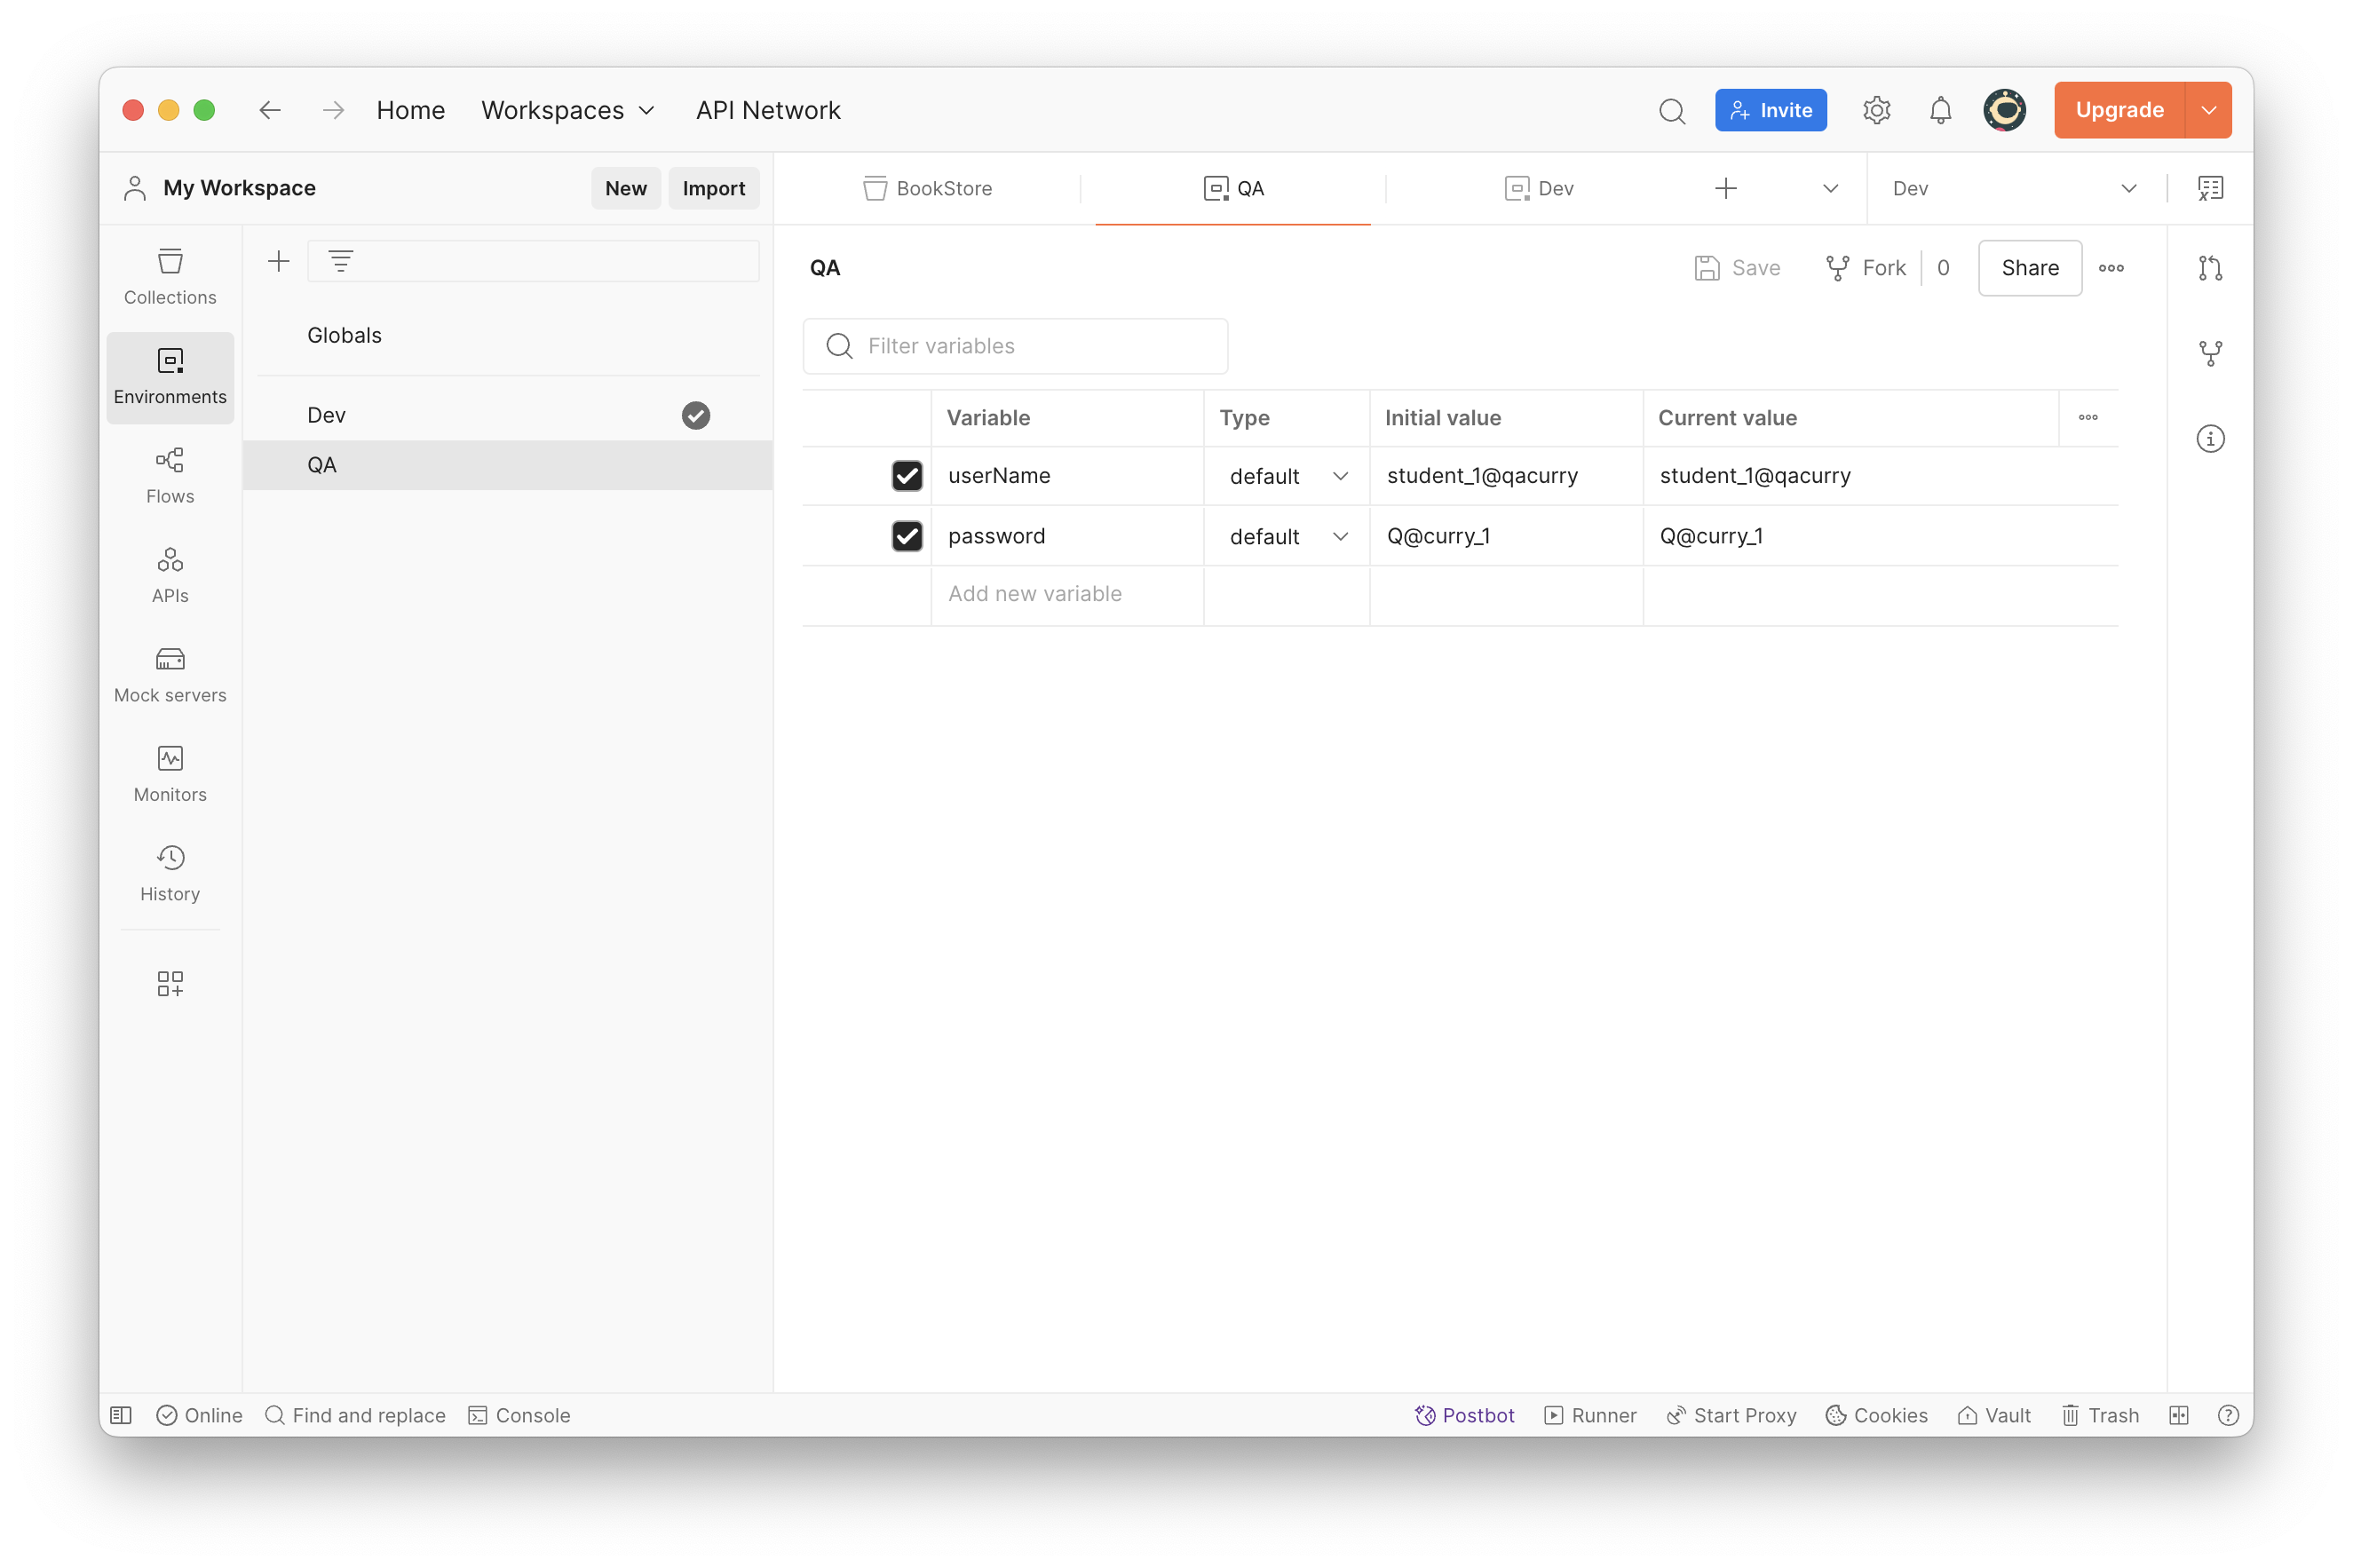 Home Workspaces API Network Invite Upgrade
My Workspace New Import BookStore QA Dev Dev
Collections
Environments
Flows
APIs
Mock servers
Monitors
History
Globals
Dev
QA
QA Save Fork 0 Share
Filter variables
Variable Type Initial value Current value
userName default student_1@qacurry student_1@qacurry
password default Q@curry_1 Q@curry_1
Add new variable
Online Find and replace Console Postbot Runner Start Proxy Cookies Vault Trash